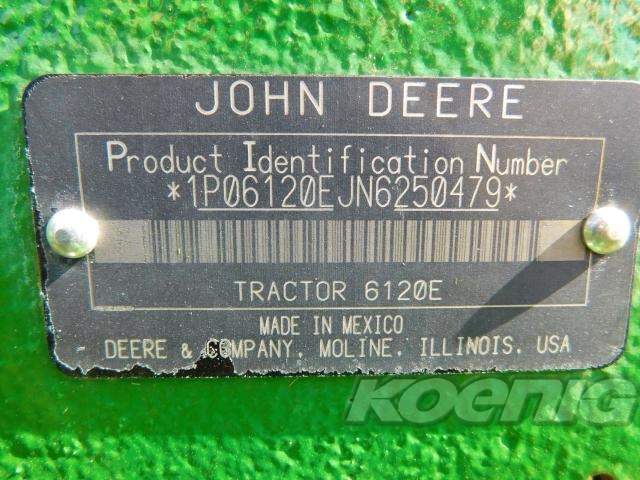 JOHN DEERE
Product Identification Number
*1P06120EJN6250479*
TRACTOR 6120E
MADE IN MEXICO
DEERE & COMPANY, MOLINE, ILLINOIS, USA
KOENIG